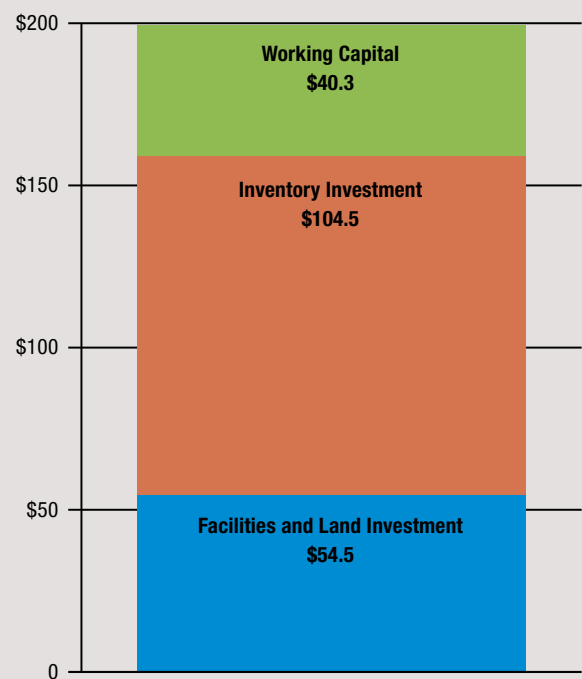 $200
Working Capital
$40.3
$150
Inventory Investment
$104.5
$100
$50
Facilities and Land Investment
$54.5
0